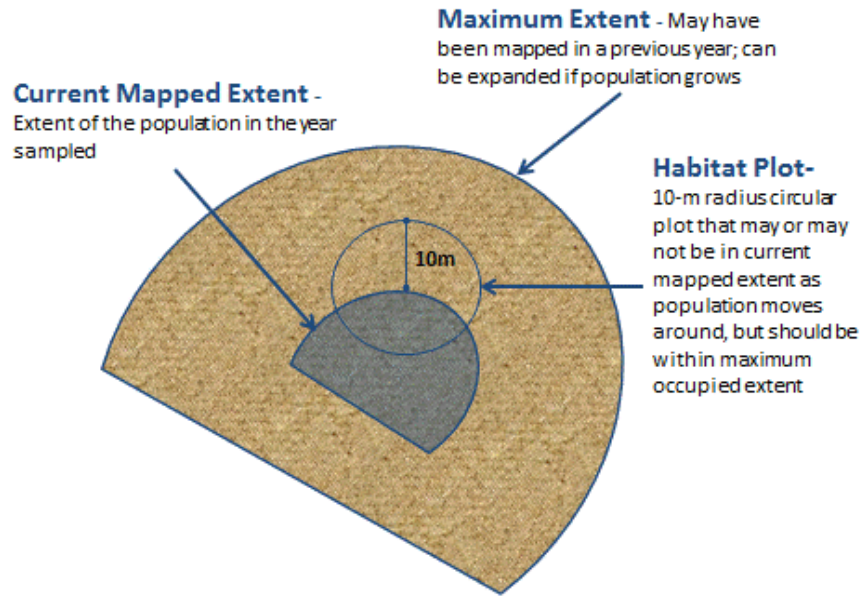 Maximum Extent - May have
been mapped in a previous year; can
be expanded if population grows
Current Mapped Extent -
Extent of the population in the year
sampled
Habitat Plot-
10-m radius circular
plot that may or may
not be in current
mapped extent as
population moves
around, but should be
within maximum
occupied extent
10m